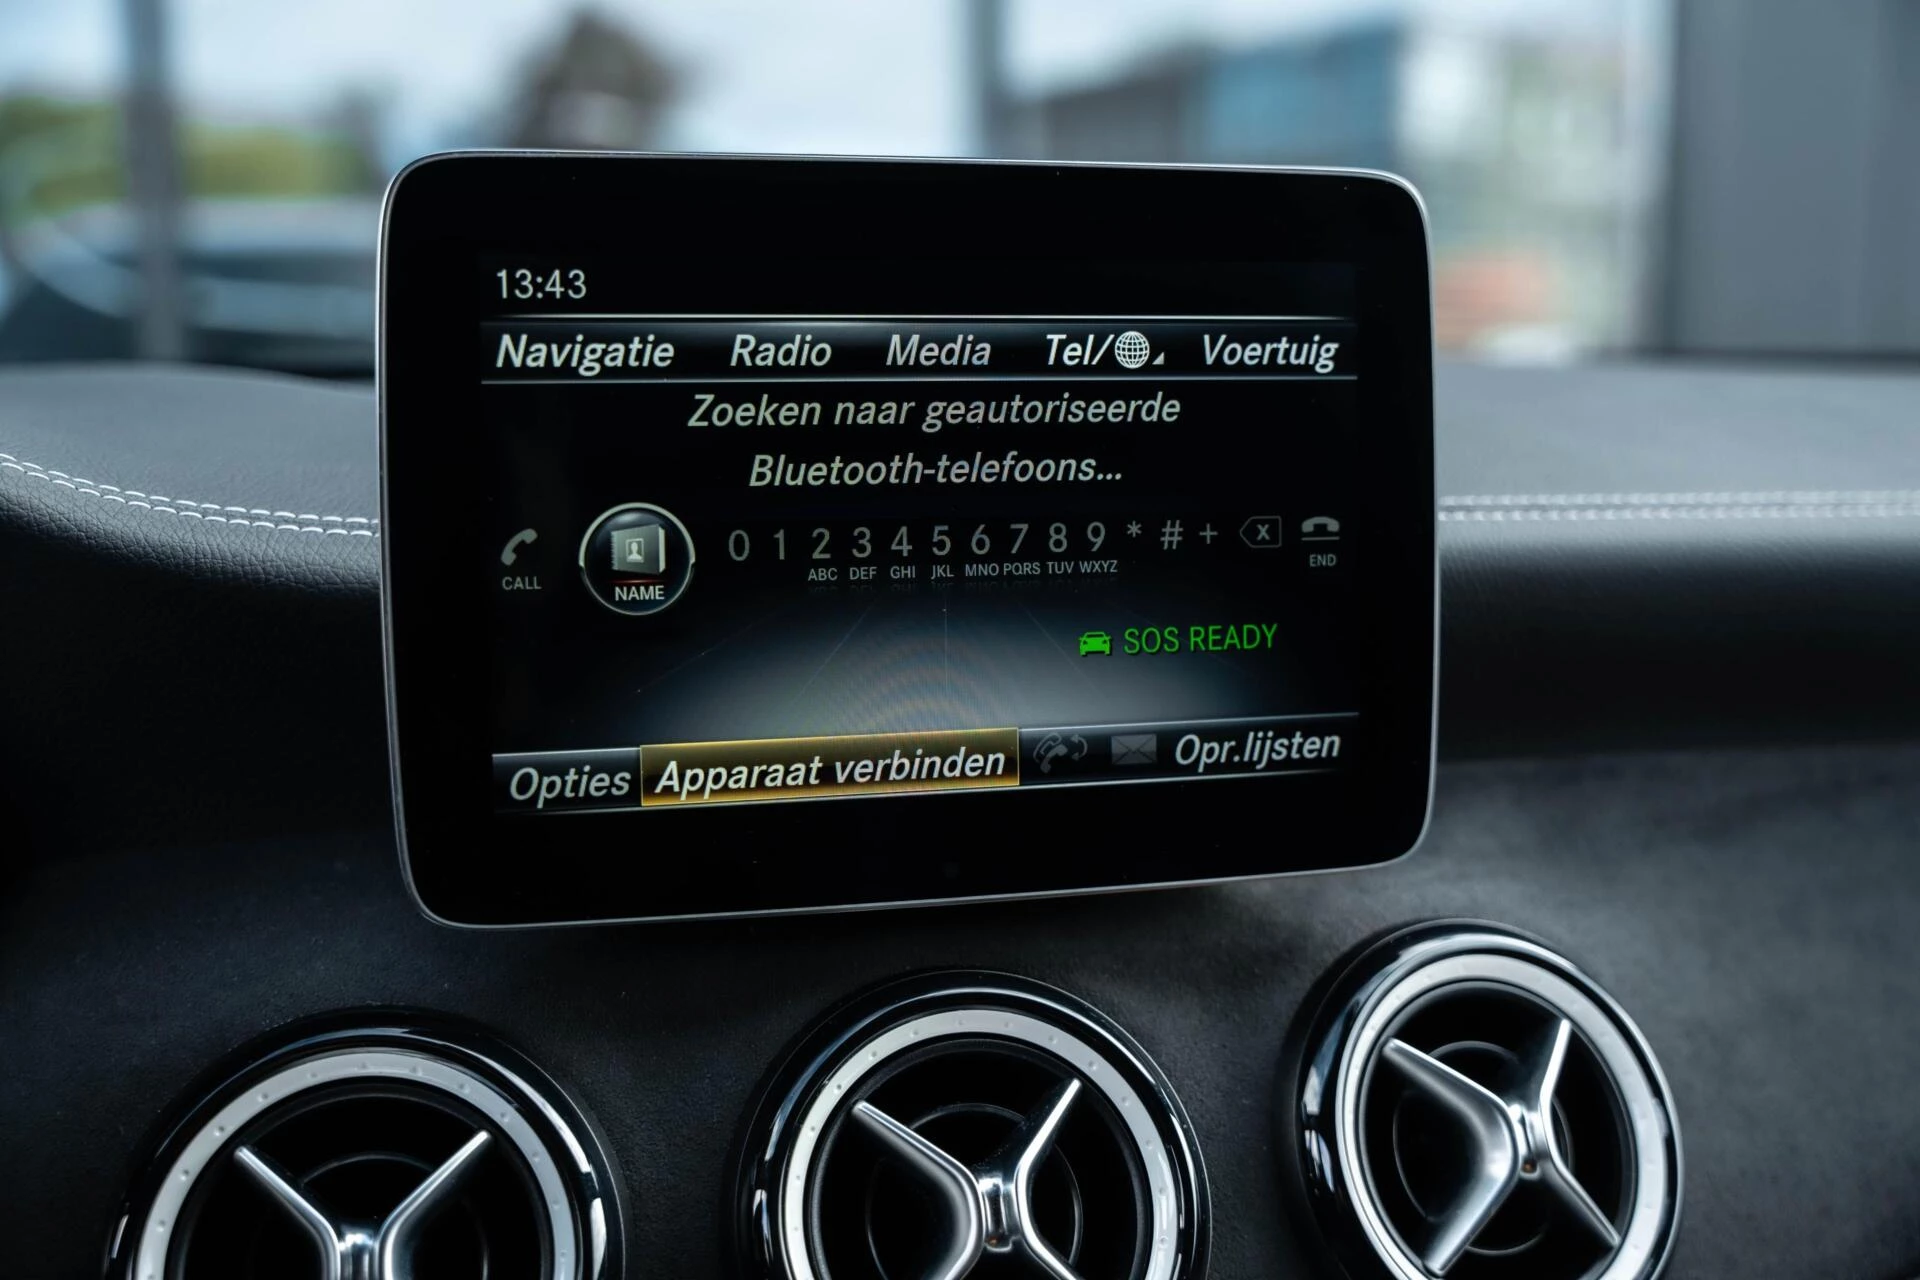 13:43
Navigatie Radio Media Tel/ Voertuig
Zoeken naar geautoriseerde
Bluetooth-telefoons...
0 1 2 3 4 5 6 7 8 9 * # + X
CALL NAME ABC DEF GHI JKL MNO PQRS TUV WXYZ END
SOS READY
Opties Apparaat verbinden Opr.lijsten